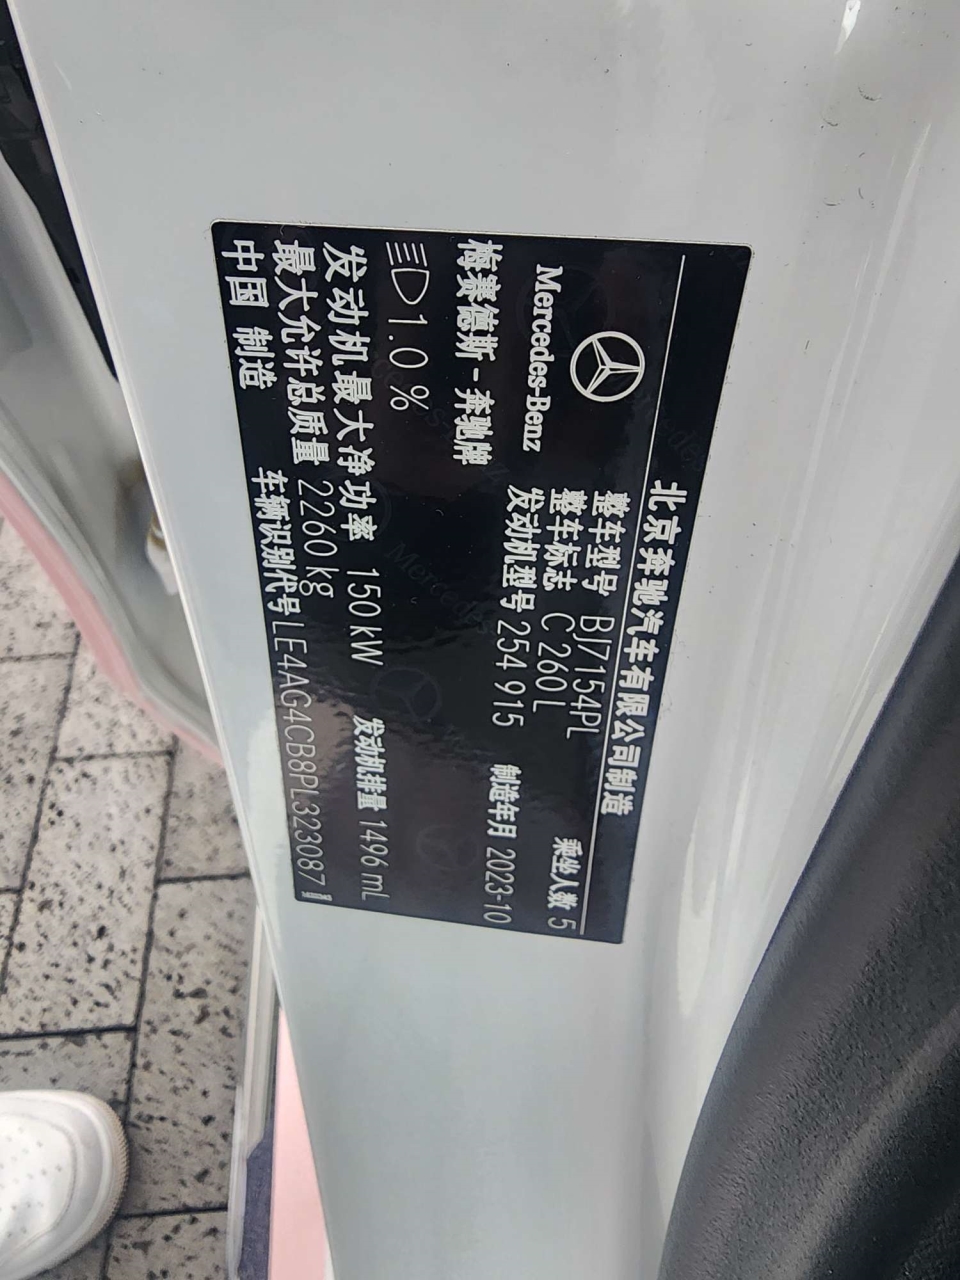 北京奔驰汽车有限公司制造
Mercedes-Benz
梅赛德斯-奔驰牌
整车型号 BJ7154PL 乘坐人数 5
整车标志 C 260 L
发动机型号 254 915 制造年月 2023-10
1.0 %
发动机最大净功率 150 kW 发动机排量 1496 mL
最大允许总质量 2260 kg
中国 制造 车辆识别代号 LE4AG4CB8PL323087